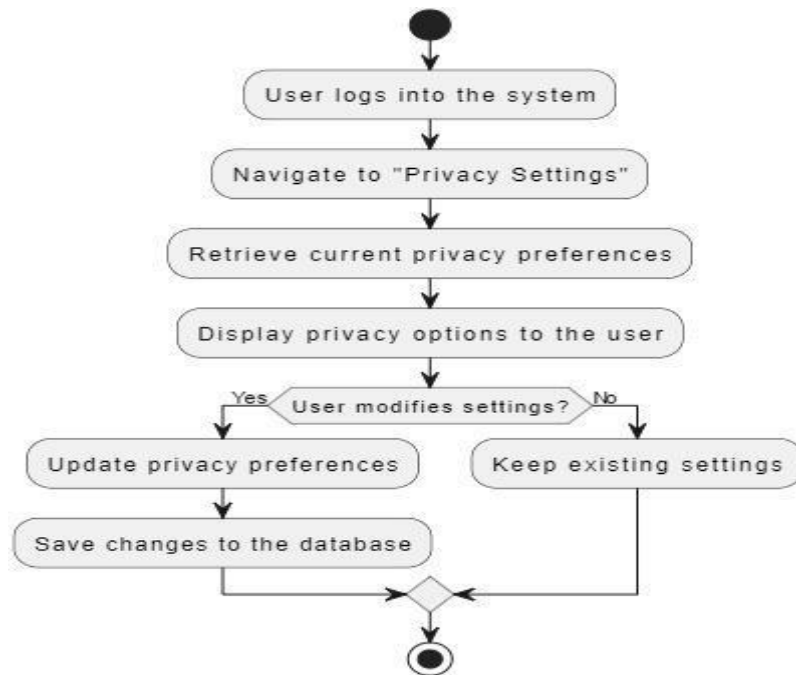 User logs into the system
Navigate to "Privacy Settings"
Retrieve current privacy preferences
Display privacy options to the user
User modifies settings?
Yes
No
Update privacy preferences
Keep existing settings
Save changes to the database